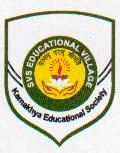 SVS EDUCATIONAL VILLAGE
Kamakhya Educational Society